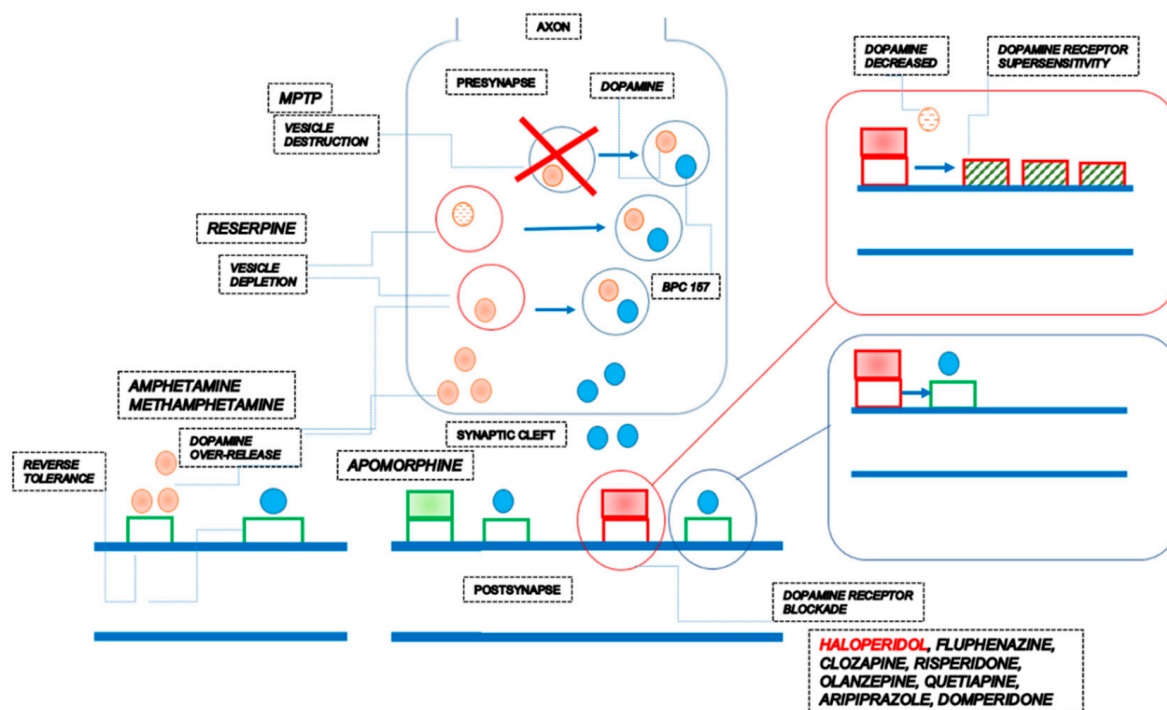 AXON
PRESYNAPSE
DOPAMINE
MPTP
VESICLE
DESTRUCTION
RESERPINE
VESICLE
DEPLETION
BPC 157
AMPHETAMINE
METHAMPHETAMINE
DOPAMINE
OVER-RELEASE
REVERSE
TOLERANCE
SYNAPTIC CLEFT
APOMORPHINE
POSTSYNAPSE
DOPAMINE
DECREASED
DOPAMINE RECEPTOR
SUPERSENSITIVITY
DOPAMINE RECEPTOR
BLOCKADE
HALOPERIDOL, FLUPHENAZINE,
CLOZAPINE, RISPERIDONE,
OLANZEPINE, QUETIAPINE,
ARIPIPRAZOLE, DOMPERIDONE